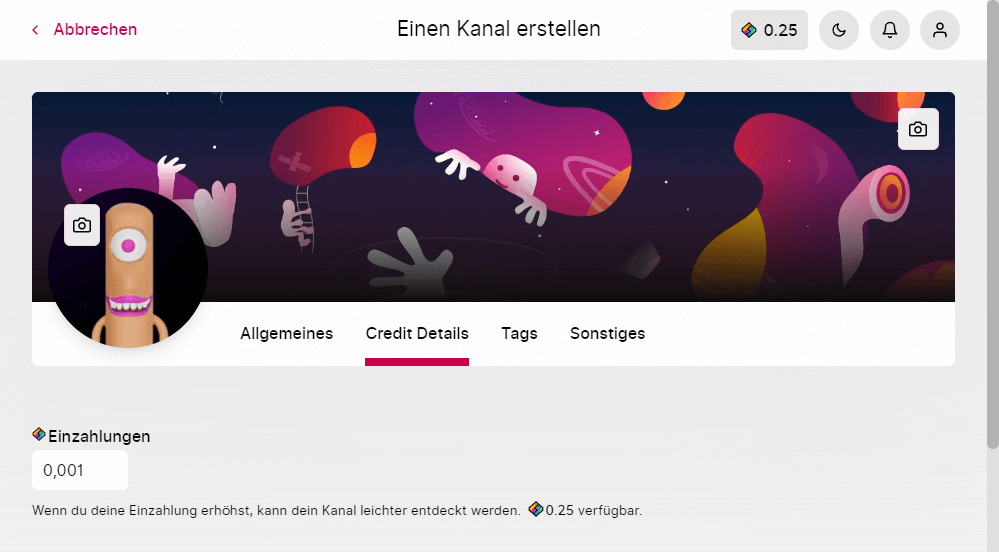 Abbrechen
Einen Kanal erstellen
0.25
Allgemeines
Credit Details
Tags
Sonstiges
Einzahlungen
0,001
Wenn du deine Einzahlung erhöhst, kann dein Kanal leichter entdeckt werden. 0.25 verfügbar.